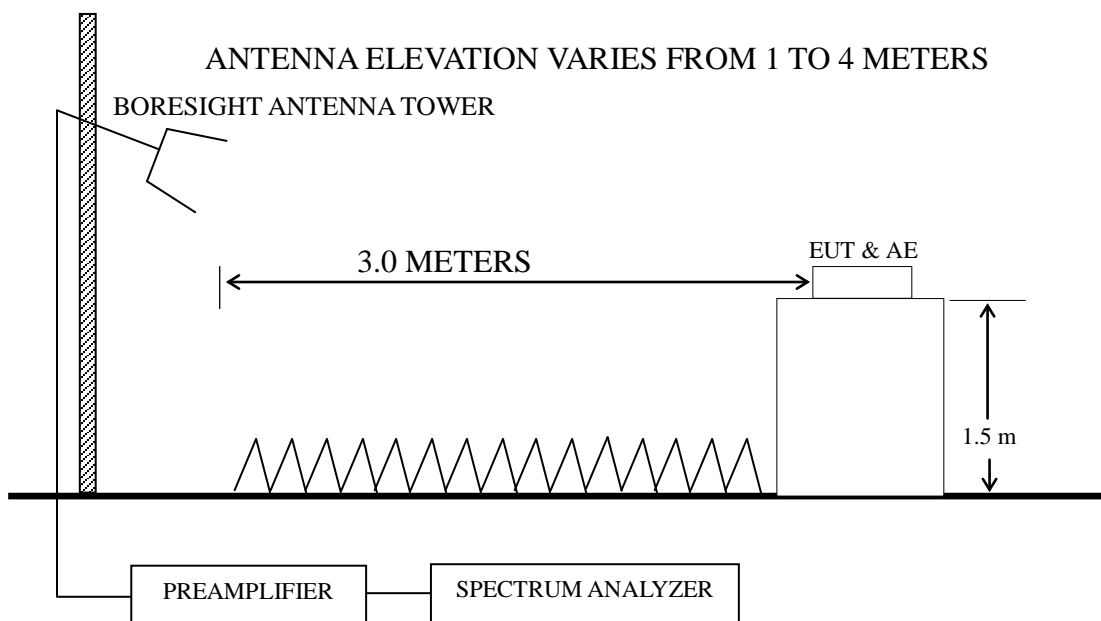 ANTENNA ELEVATION VARIES FROM 1 TO 4 METERS
BORESIGHT ANTENNA TOWER
3.0 METERS
EUT & AE
1.5 m
PREAMPLIFIER
SPECTRUM ANALYZER